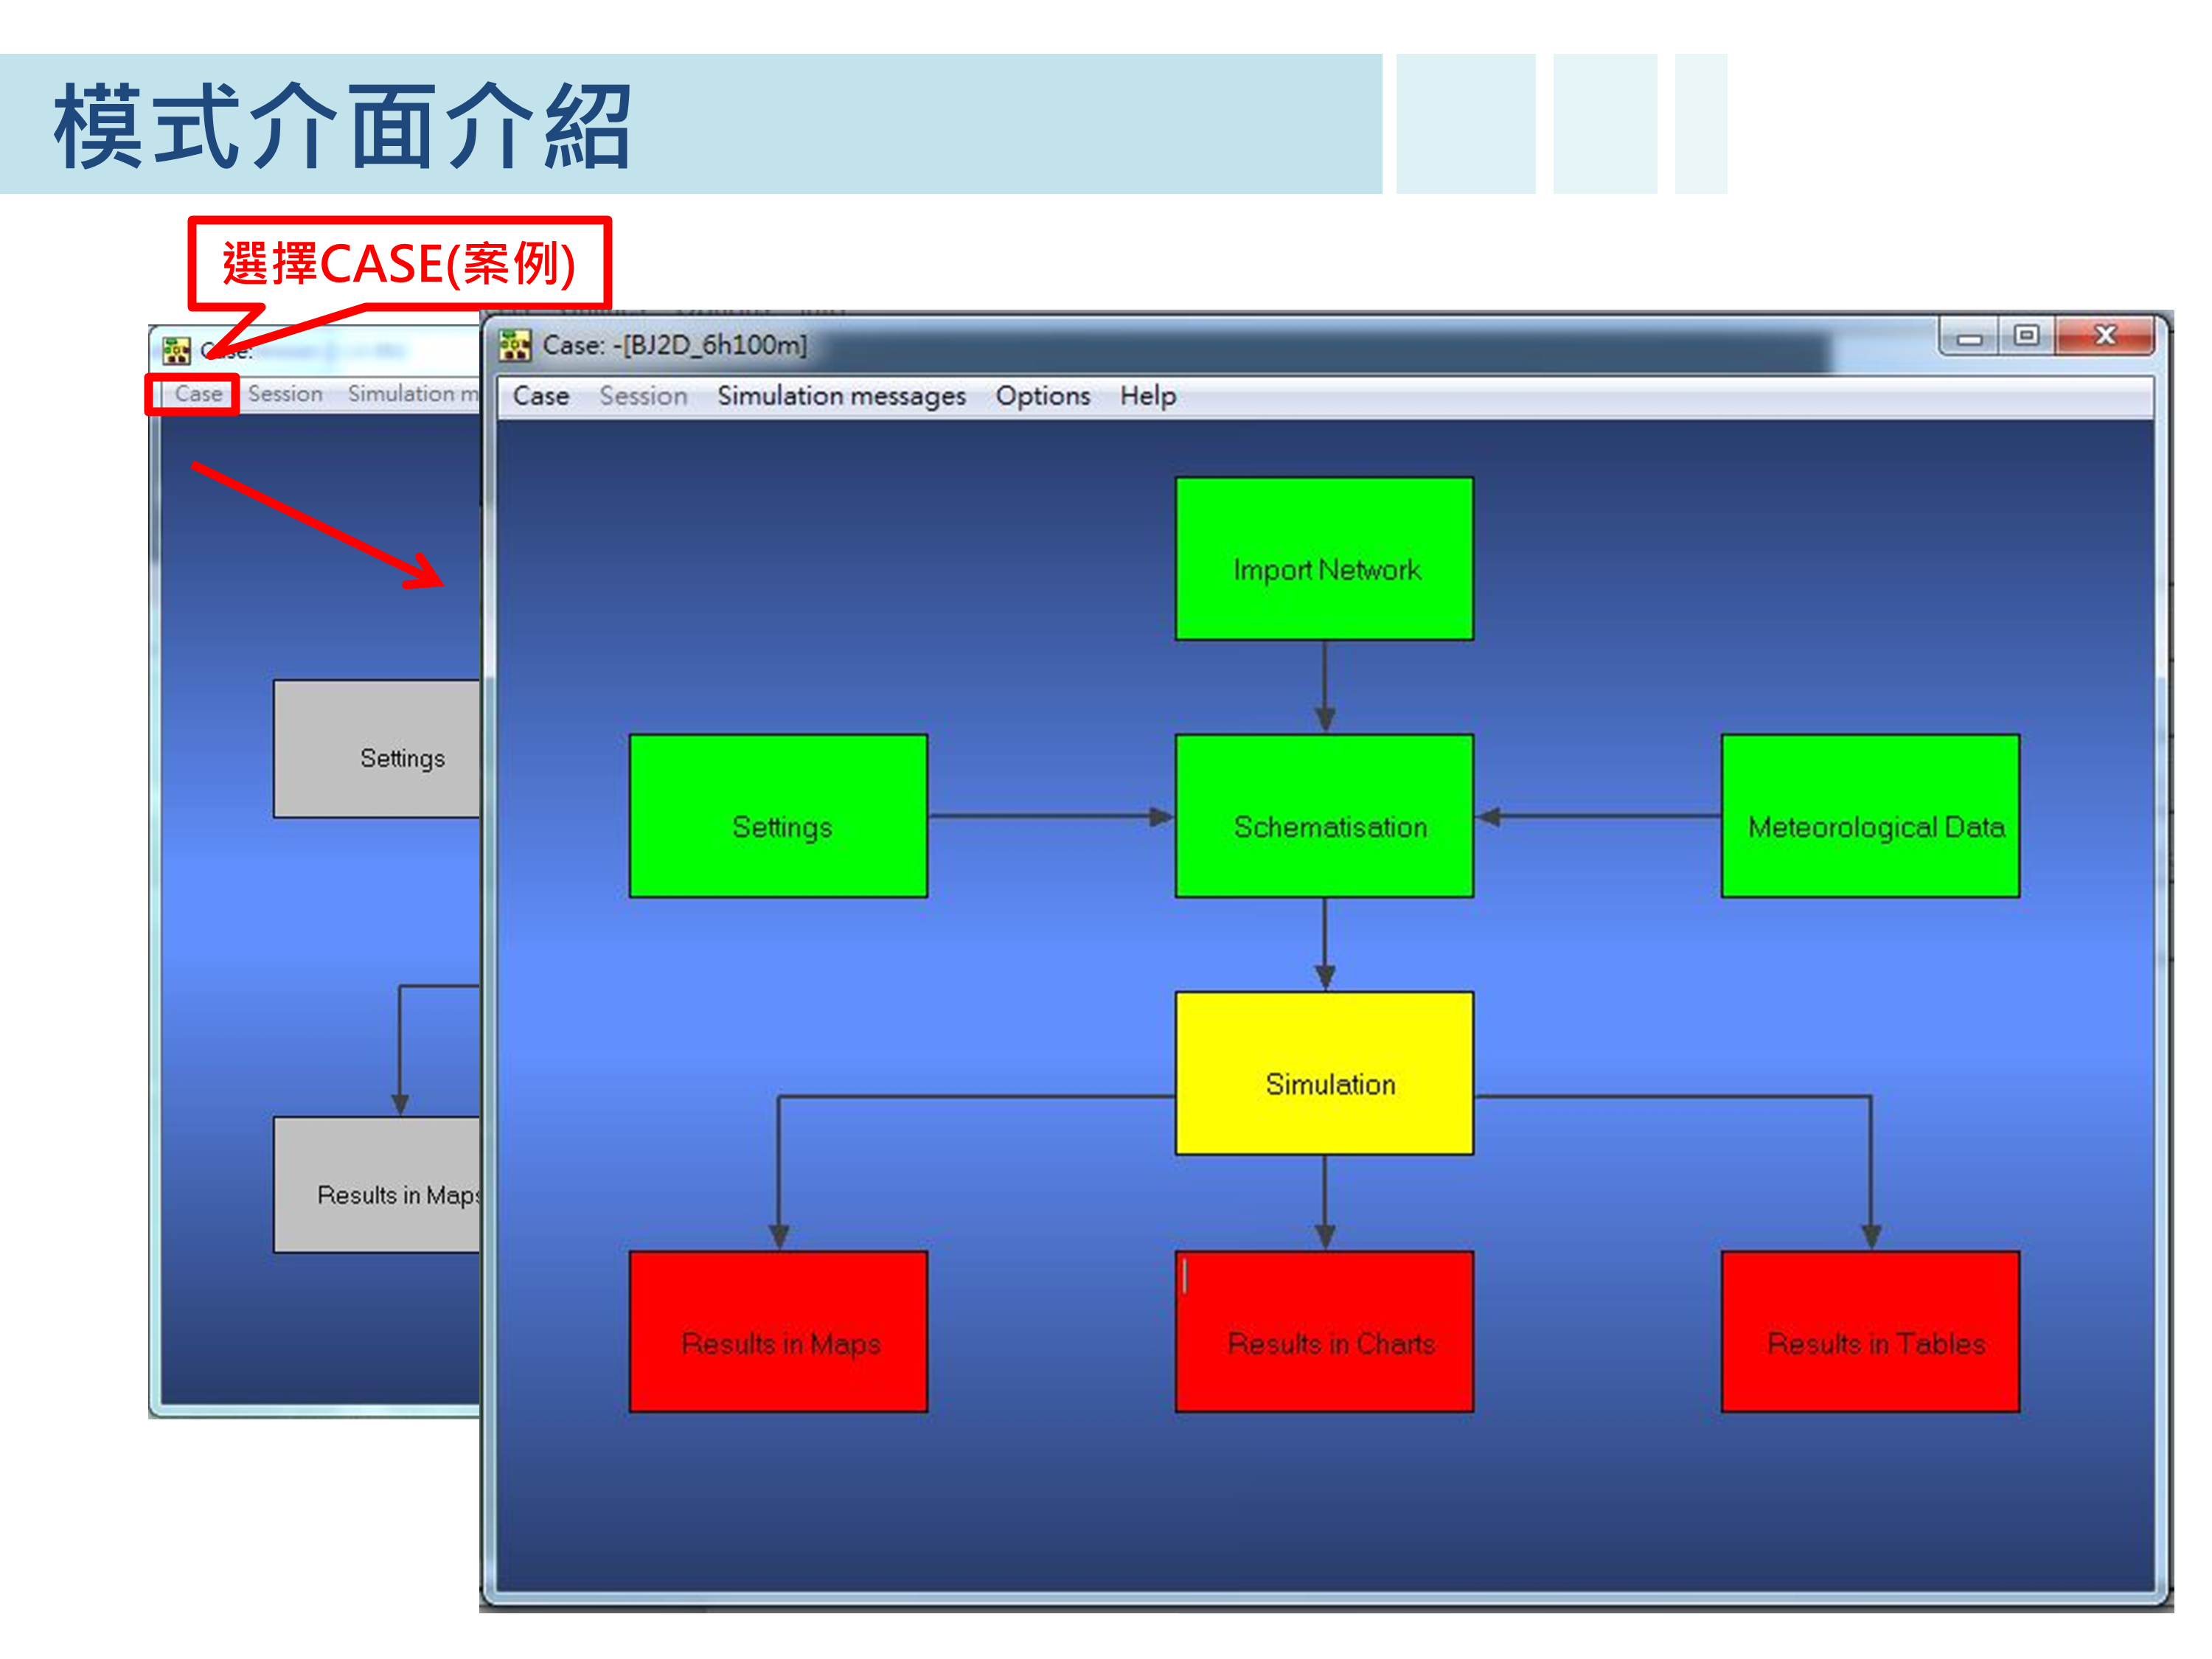 模式介面介紹
選擇CASE(案例)
Case:
Case Session Simulation m
Settings
Results in Maps
Case: -[BJ2D_6h100m]
Case Session Simulation messages Options Help
Import Network
Settings
Schematisation
Meteorological Data
Simulation
Results in Maps
Results in Charts
Results in Tables